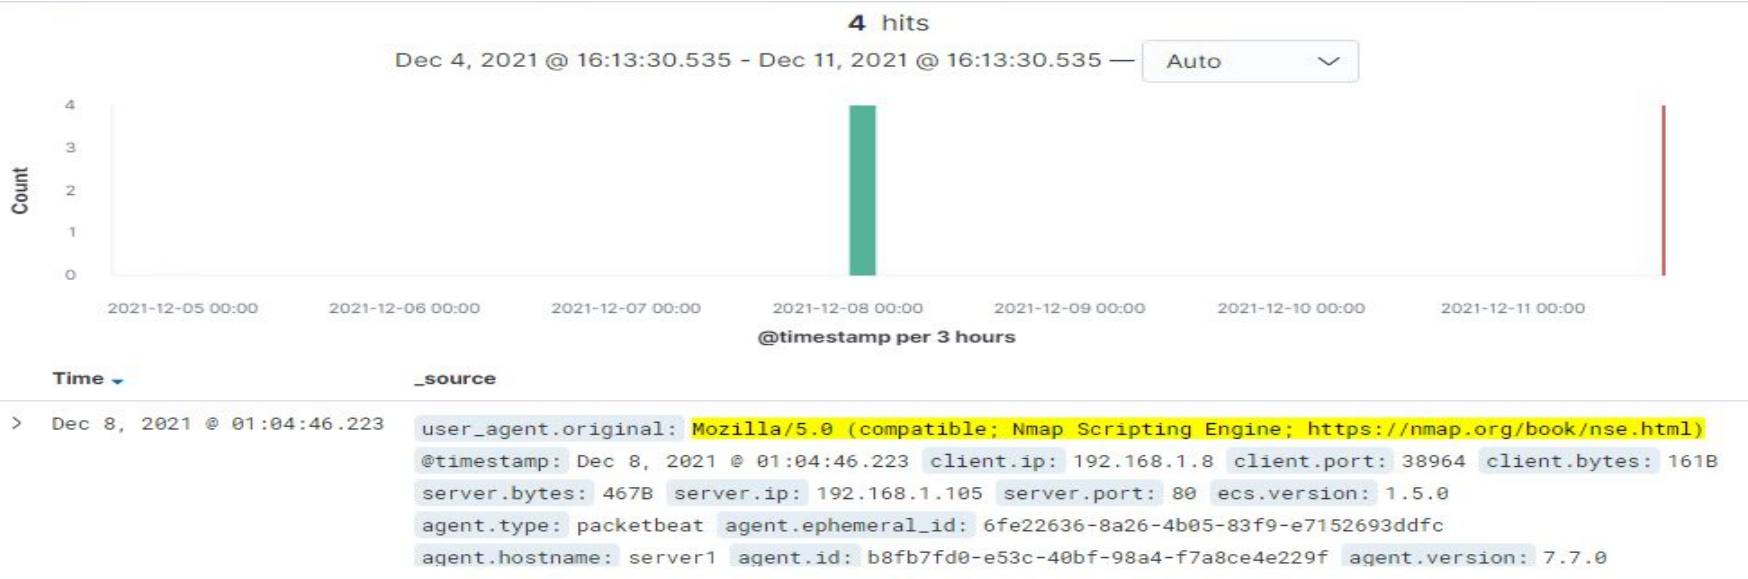 4 hits
Dec 4, 2021 @ 16:13:30.535 - Dec 11, 2021 @ 16:13:30.535 — Auto
4
3
2
1
0
Count
2021-12-05 00:00 2021-12-06 00:00 2021-12-07 00:00 2021-12-08 00:00 2021-12-09 00:00 2021-12-10 00:00 2021-12-11 00:00
@timestamp per 3 hours
Time _source
> Dec 8, 2021 @ 01:04:46.223 user_agent.original: Mozilla/5.0 (compatible; Nmap Scripting Engine; https://nmap.org/book/nse.html)
@timestamp: Dec 8, 2021 @ 01:04:46.223 client.ip: 192.168.1.8 client.port: 38964 client.bytes: 161B
server.bytes: 467B server.ip: 192.168.1.105 server.port: 80 ecs.version: 1.5.0
agent.type: packetbeat agent.ephemeral_id: 6fe22636-8a26-4b05-83f9-e7152693ddfc
agent.hostname: server1 agent.id: b8fb7fd0-e53c-40bf-98a4-f7a8ce4e229f agent.version: 7.7.0